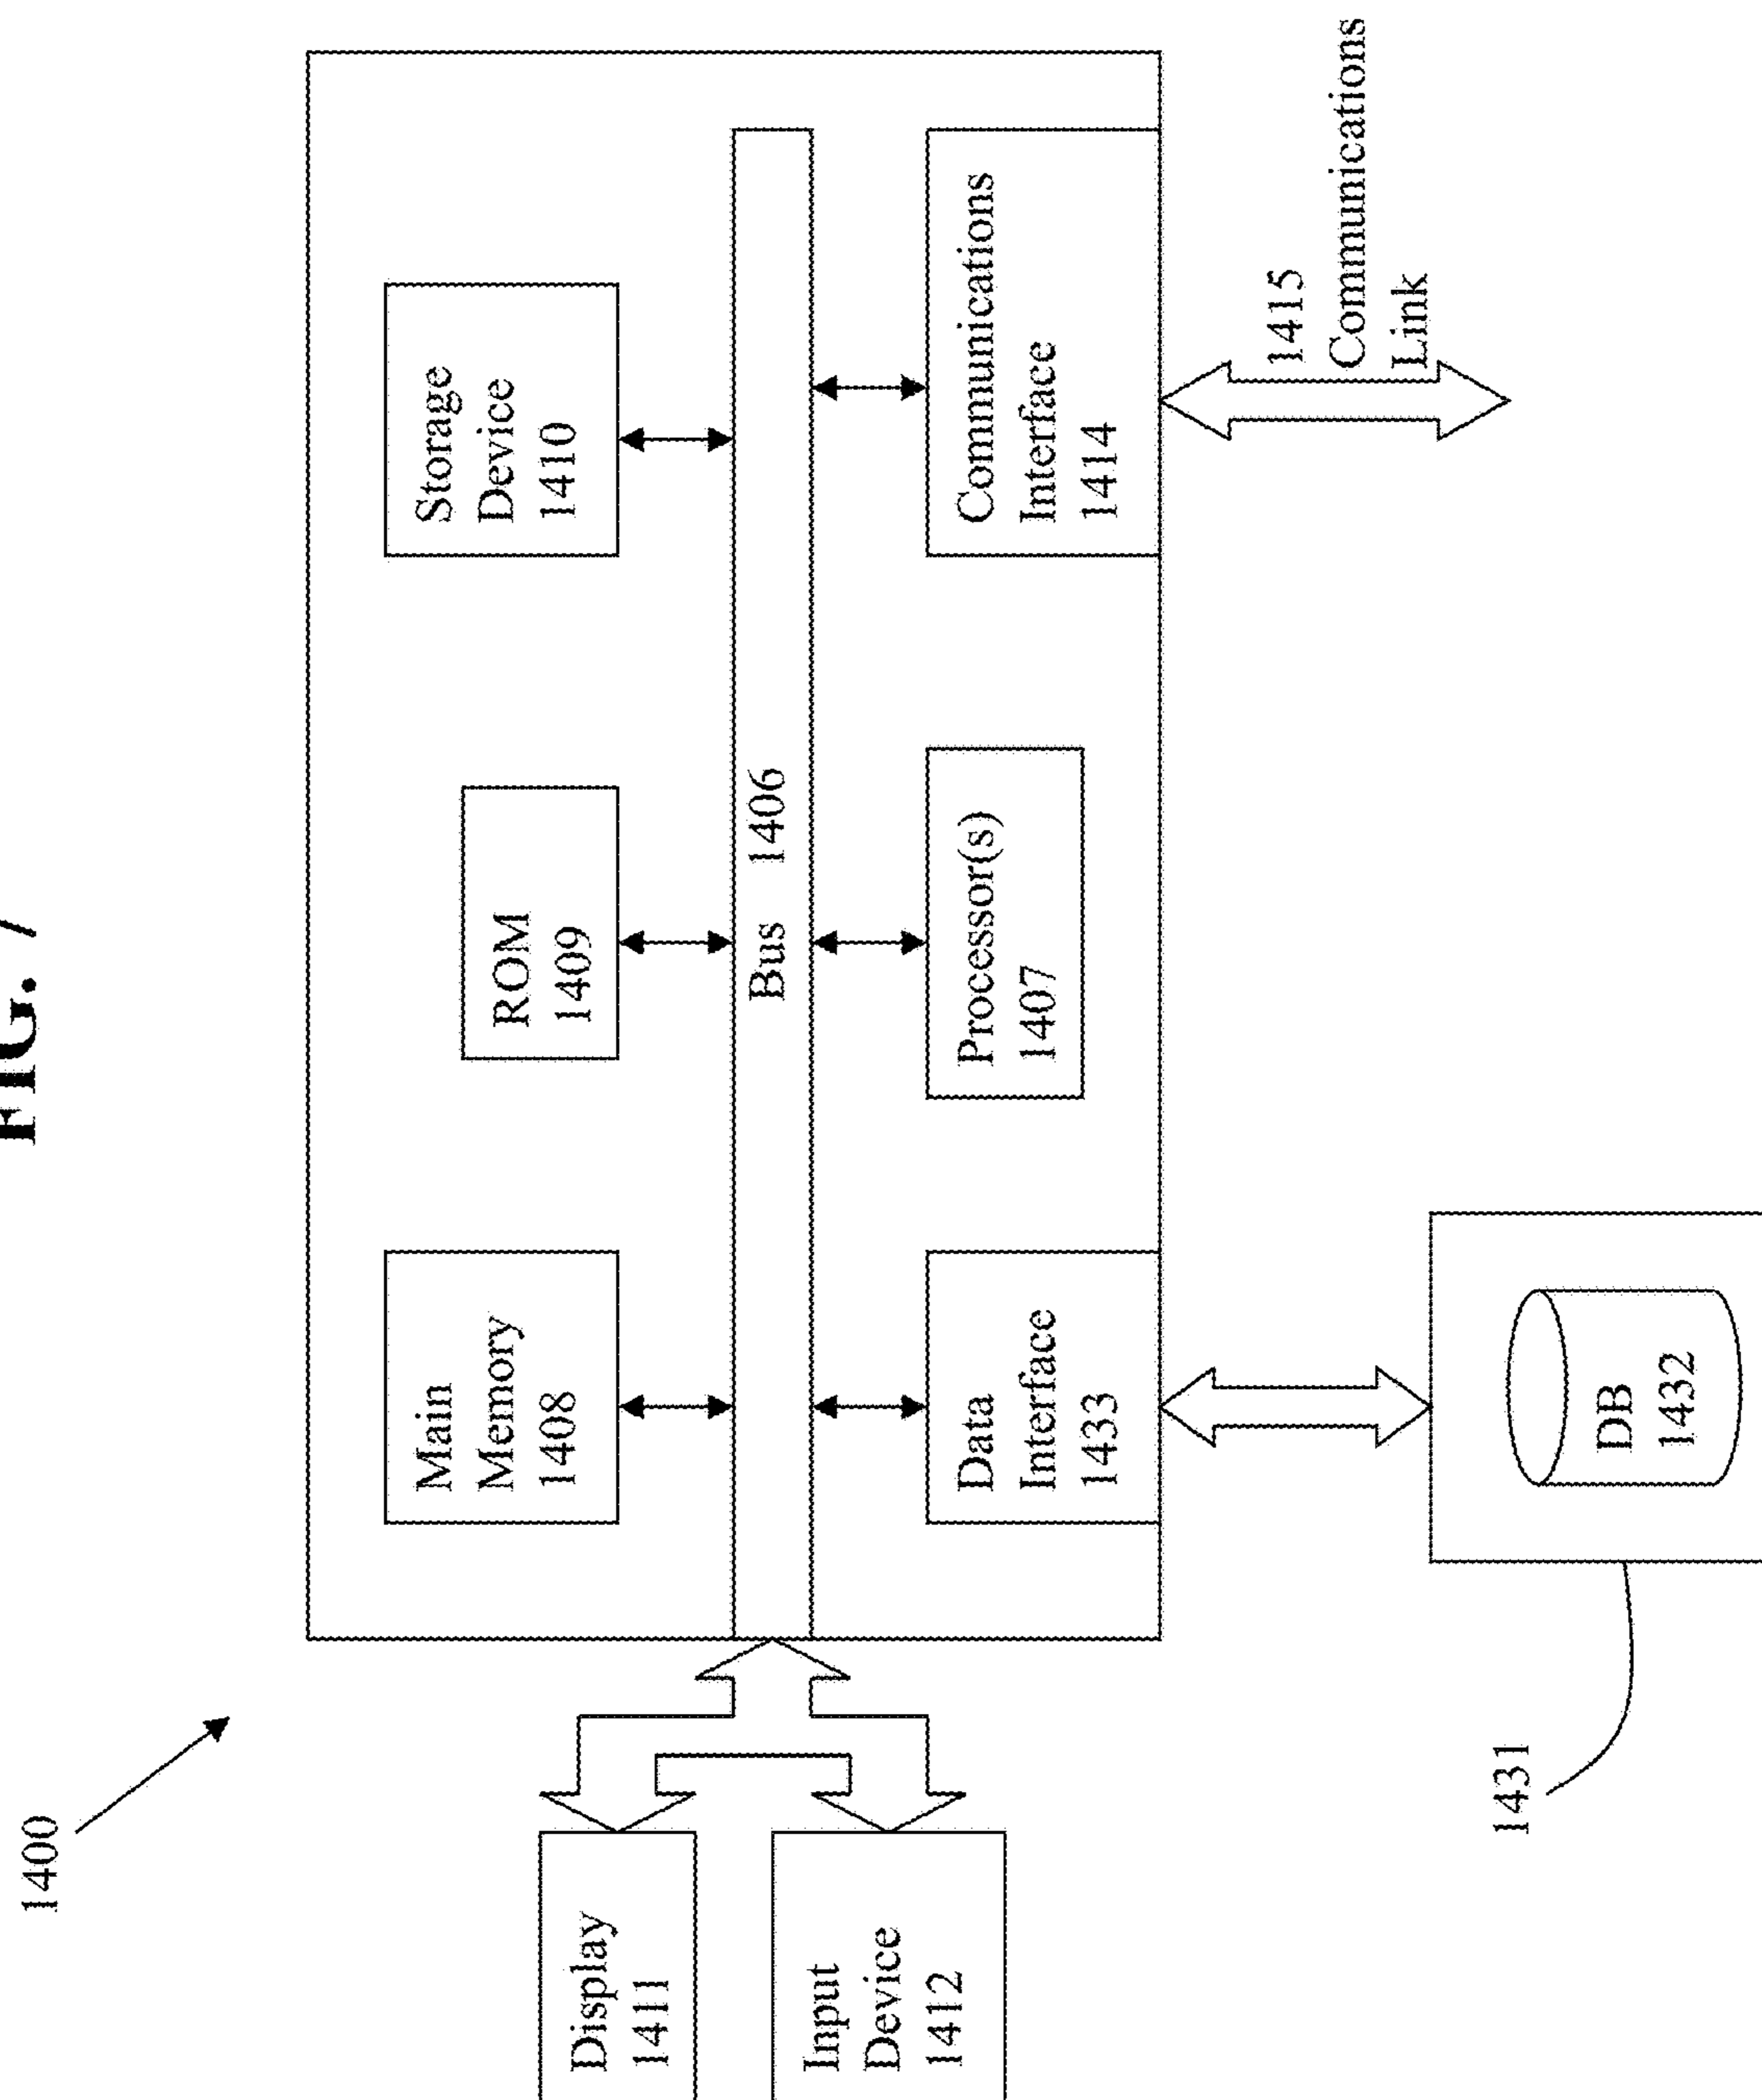 FIG. 7
1400
Display
1411
Input
Device
1412
Main
Memory
1408
ROM
1409
Storage
Device
1410
Bus 1406
Data
Interface
1433
Processor(s)
1407
Communications
Interface
1414
1415
Communications
Link
1431
DB
1432